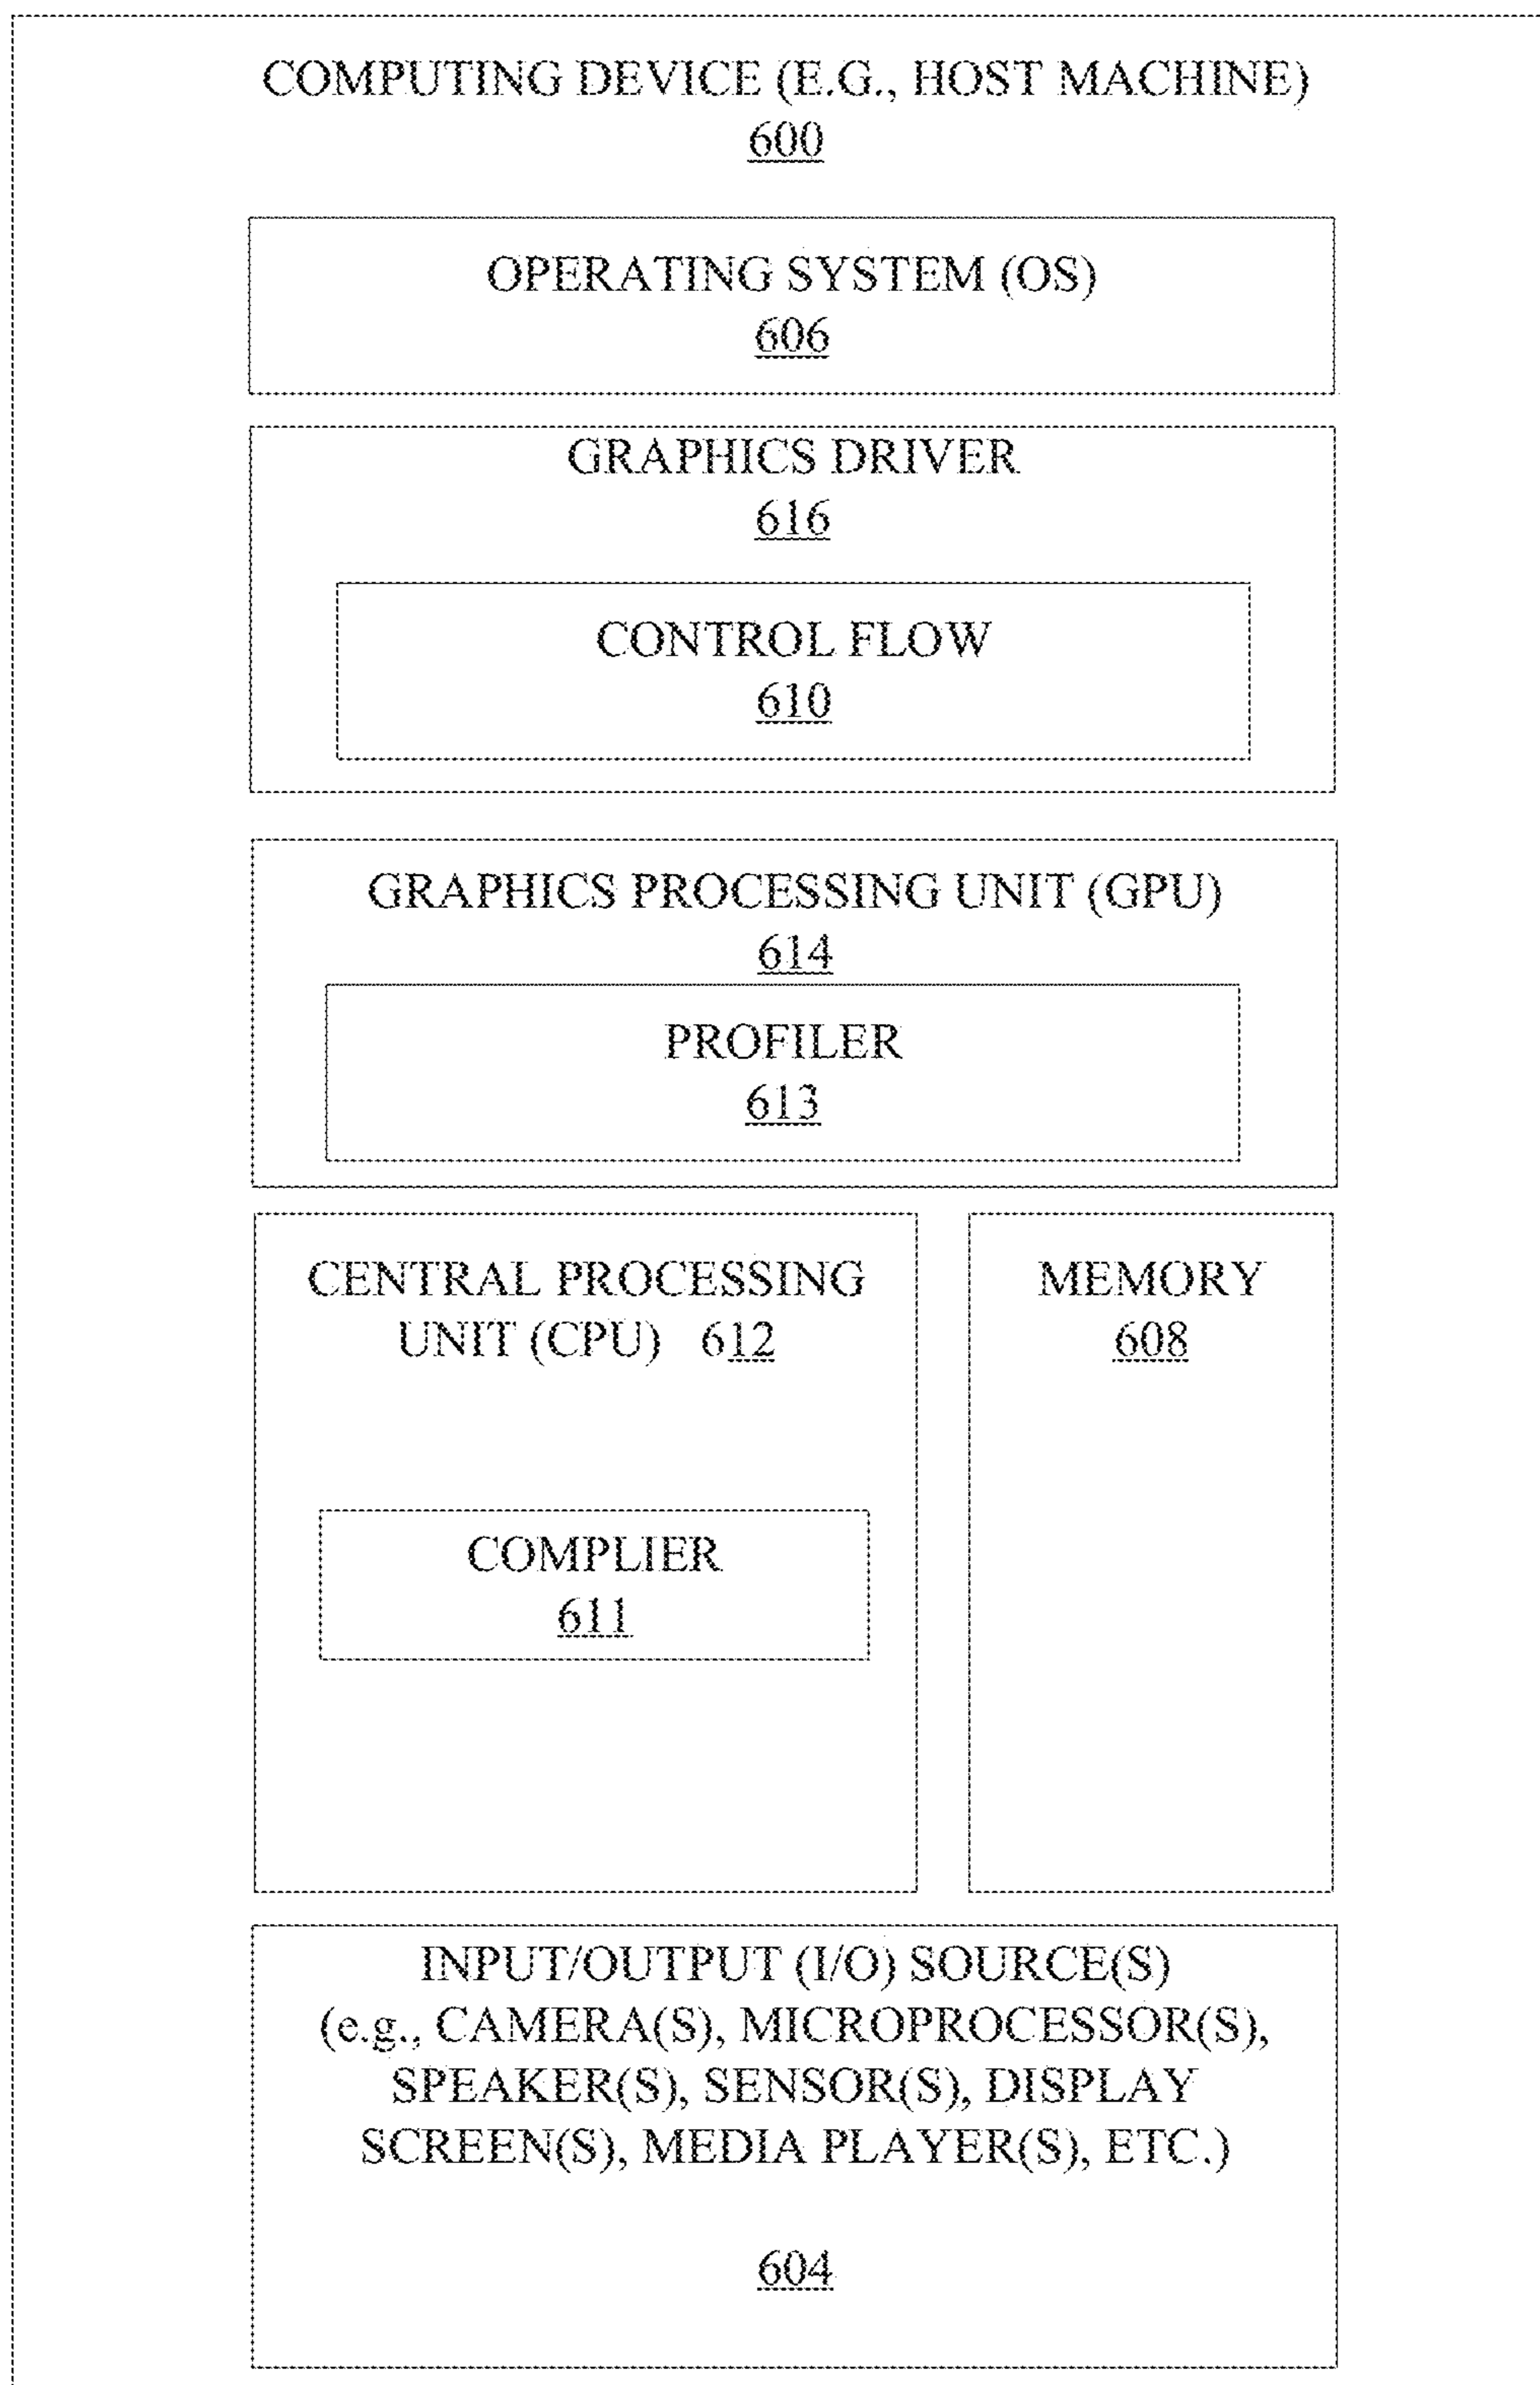 COMPUTING DEVICE (E.G., HOST MACHINE)
600
OPERATING SYSTEM (OS)
606
GRAPHICS DRIVER
616
CONTROL FLOW
610
GRAPHICS PROCESSING UNIT (GPU)
614
PROFILER
613
CENTRAL PROCESSING
UNIT (CPU) 612
COMPLIER
611
MEMORY
608
INPUT/OUTPUT (I/O) SOURCE(S)
(e.g., CAMERA(S), MICROPROCESSOR(S),
SPEAKER(S), SENSOR(S), DISPLAY
SCREEN(S), MEDIA PLAYER(S), ETC.)
604